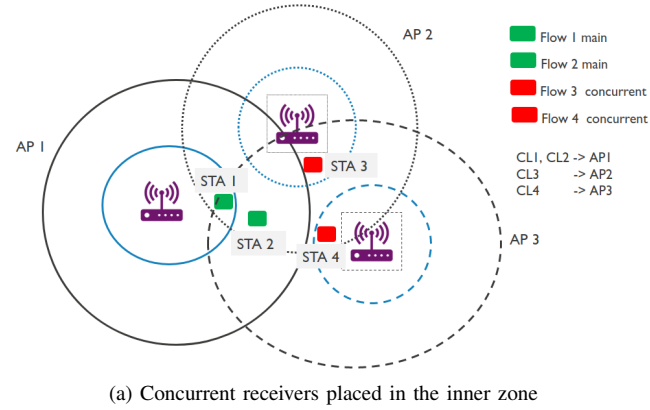 AP 2
Flow 1 main
Flow 2 main
Flow 3 concurrent
Flow 4 concurrent
AP 1
STA 3
CL1, CL2 -> AP1
CL3 -> AP2
CL4 -> AP3
STA 1
STA 2
STA 4
AP 3
(a) Concurrent receivers placed in the inner zone